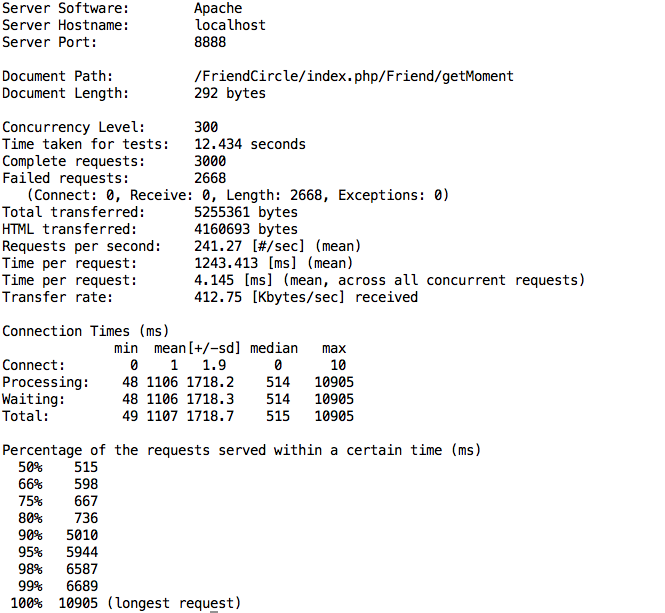 Server Software:        Apache
Server Hostname:        localhost
Server Port:            8888
Document Path:          /FriendCircle/index.php/Friend/getMoment
Document Length:        292 bytes
Concurrency Level:      300
Time taken for tests:   12.434 seconds
Complete requests:      3000
Failed requests:        2668
   (Connect: 0, Receive: 0, Length: 2668, Exceptions: 0)
Total transferred:      5255361 bytes
HTML transferred:       4160693 bytes
Requests per second:    241.27 [#/sec] (mean)
Time per request:       1243.413 [ms] (mean)
Time per request:       4.145 [ms] (mean, across all concurrent requests)
Transfer rate:          412.75 [Kbytes/sec] received
Connection Times (ms)
              min  mean[+/-sd] median   max
Connect:        0    1   1.9      0      10
Processing:    48 1106 1718.2    514   10905
Waiting:       48 1106 1718.3    514   10905
Total:         49 1107 1718.7    515   10905
Percentage of the requests served within a certain time (ms)
  50%    515
  66%    598
  75%    667
  80%    736
  90%   5010
  95%   5944
  98%   6587
  99%   6689
 100%  10905 (longest request)